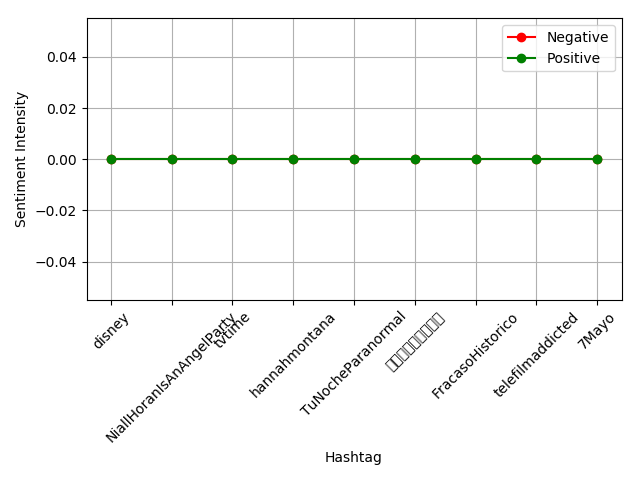 Negative
Positive
0.04
0.02
0.00
−0.02
−0.04
Sentiment Intensity
disney
NiallHoranIsAnAngelParty
tvtime
hannahmontana
TuNocheParanormal
FracasoHistorico
telefilmaddicted
7Mayo
Hashtag